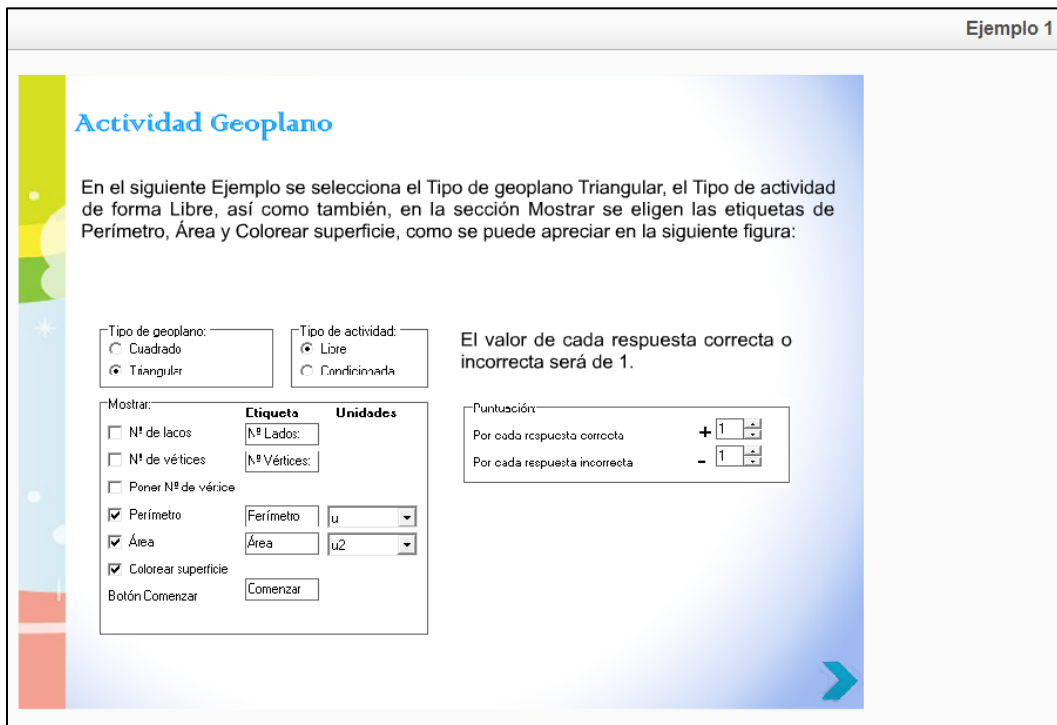 Ejemplo 1
Actividad Geoplano
En el siguiente Ejemplo se selecciona el Tipo de geoplano Triangular, el Tipo de actividad
de forma Libre, así como también, en la sección Mostrar se eligen las etiquetas de
Perímetro, Área y Colorear superficie, como se puede apreciar en la siguiente figura:
Tipo de geoplano:
Cuadrado
Triangular
Tipo de actividad:
Libre
Condicionada
El valor de cada respuesta correcta o
incorrecta será de 1.
Mostrar:
Etiqueta Unidades
Nº de lacos Nº Lados:
Nº de vétices Nº Vértices:
Poner Nº de vérice
Perímetro Ferímetro u
Área Área u2
Colorear superficie
Botón Comenzar Comenzar
Puntuación:
Por cada respuesta correcta + 1
Por cada respuesta incorrecta - 1